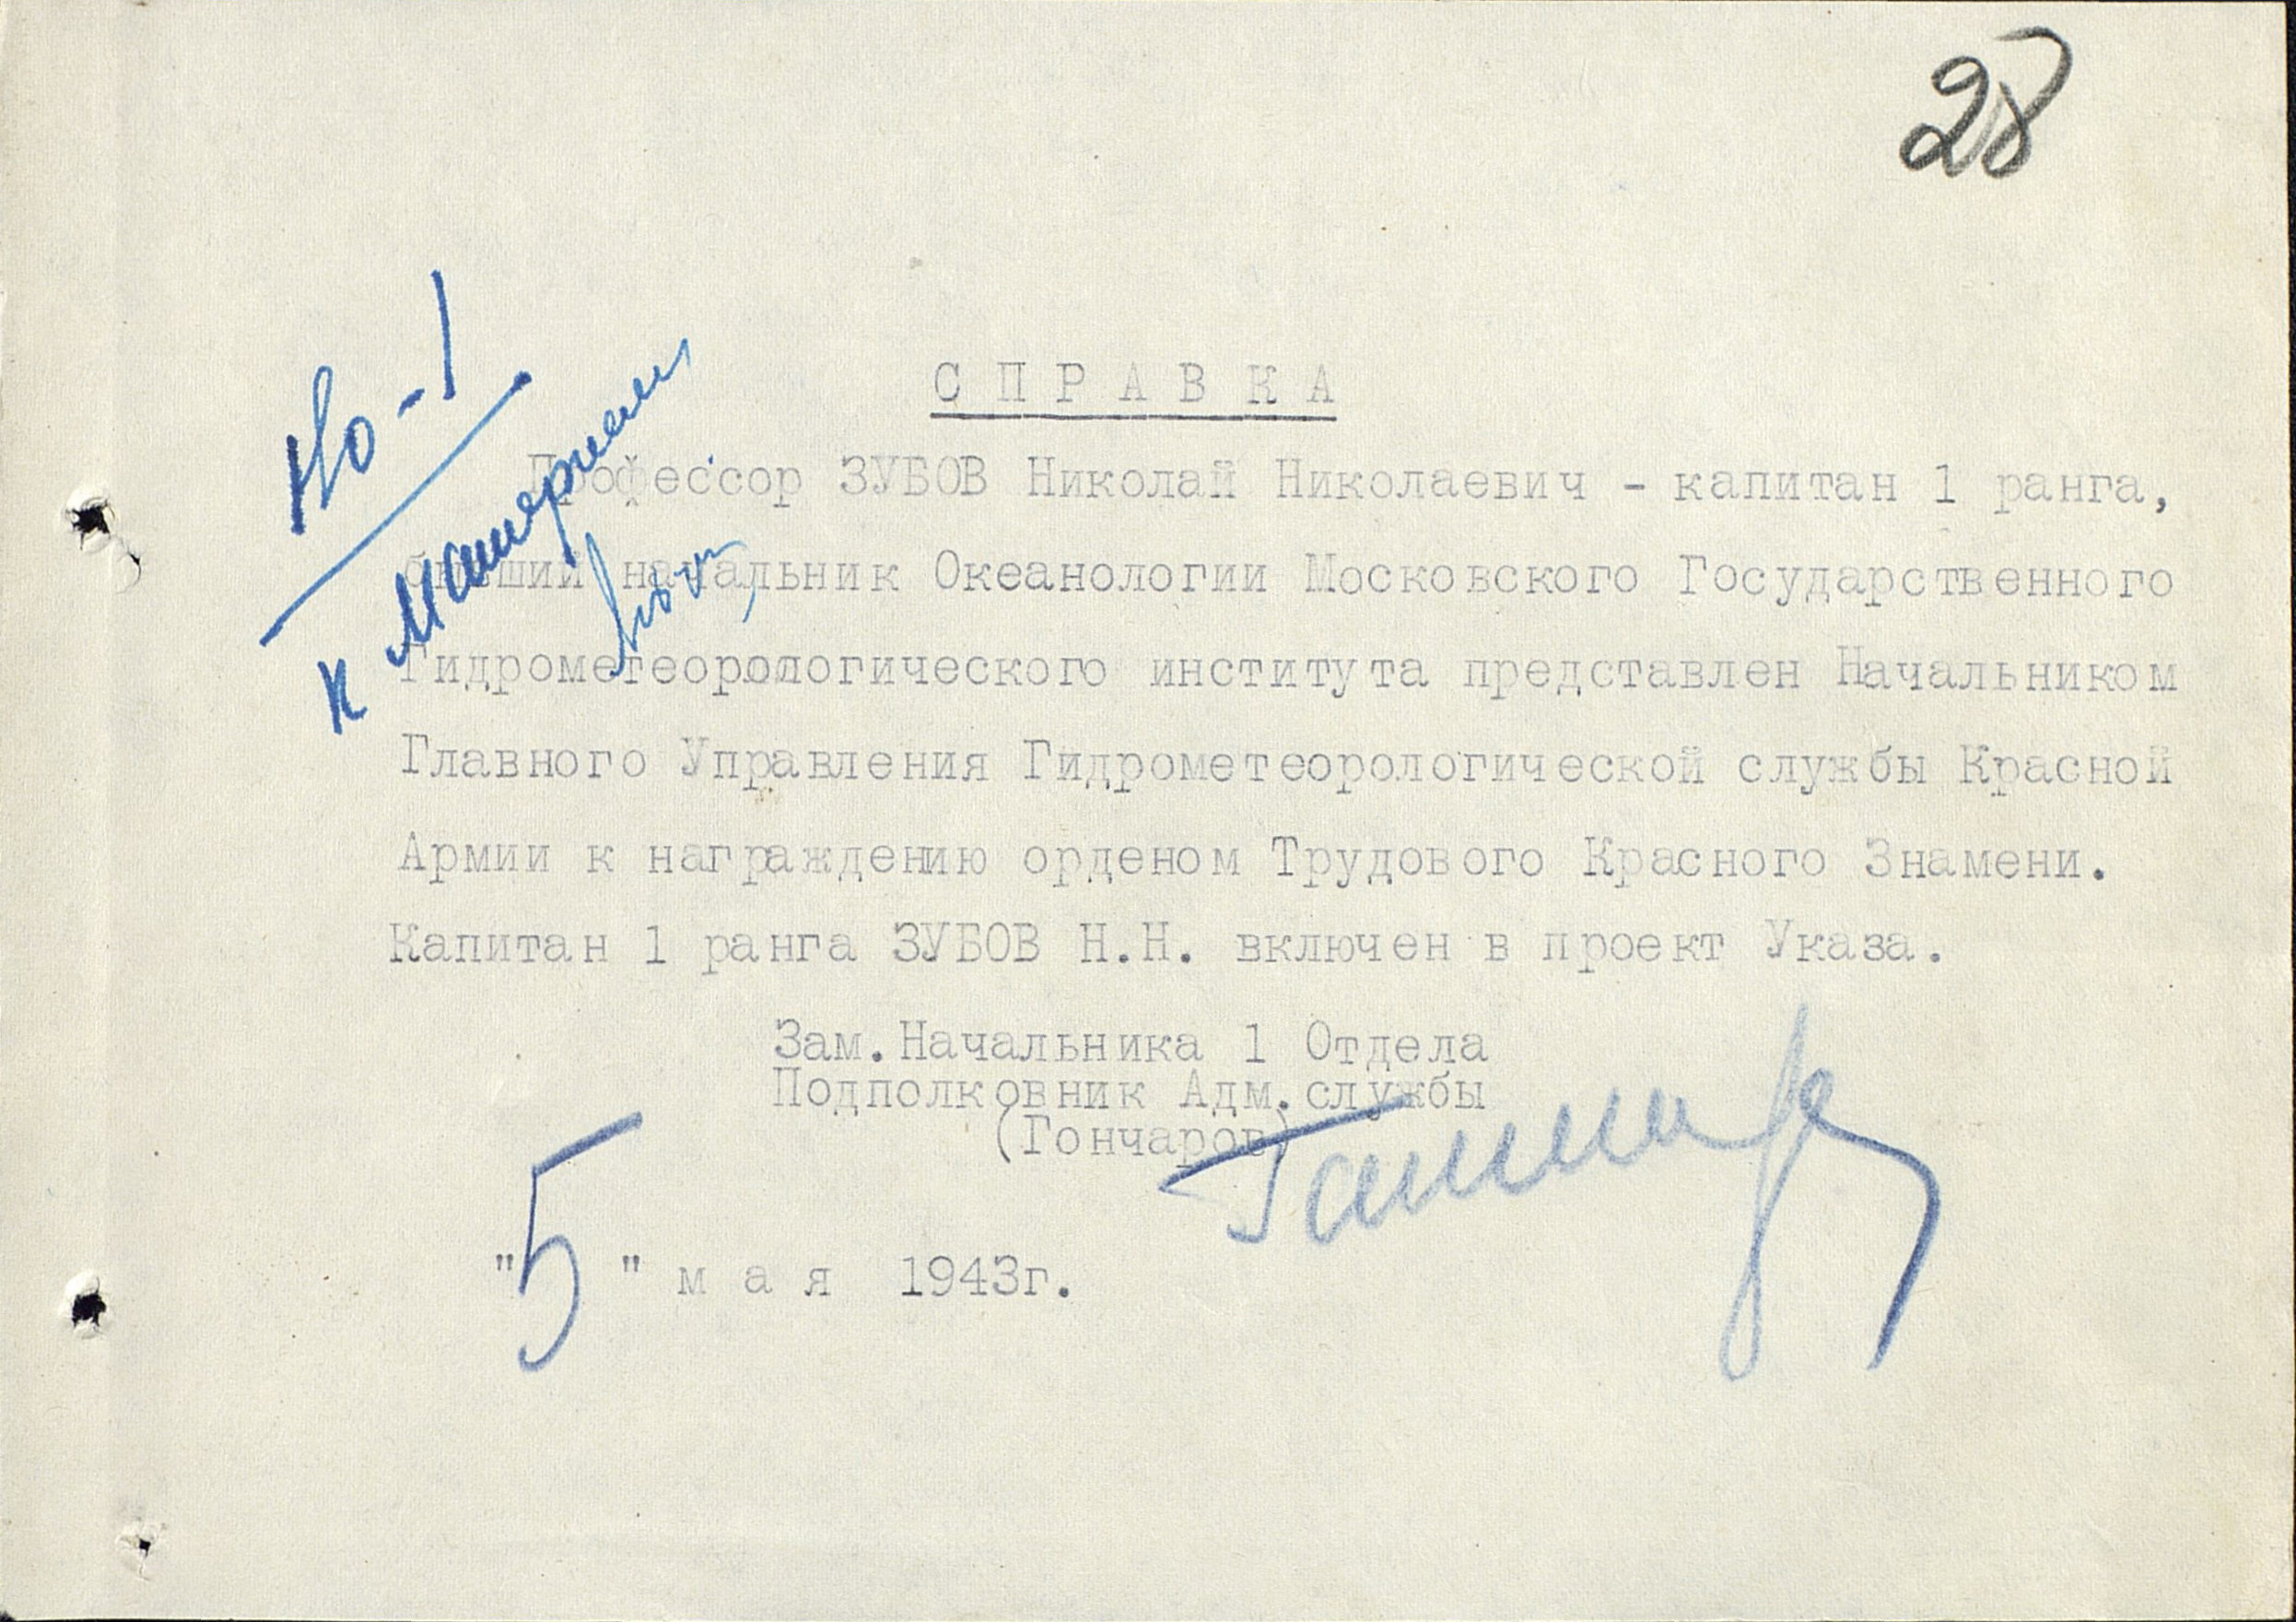 28
Но-1
к материалам
С П Р А В К А
Профессор ЗУБОВ Николай Николаевич - капитан 1 ранга,
бывший начальник Океанологии Московского Государственного
Гидрометеорологического института представлен Начальником
Главного Управления Гидрометеорологической службы Красной
Армии к награждению орденом Трудового Красного Знамени.
Капитан 1 ранга ЗУБОВ Н.Н. включен в проект Указа.
Зам.Начальника 1 Отдела
Подполковник Адм.службы
(Гончаров)
"5" м а я 1943г.